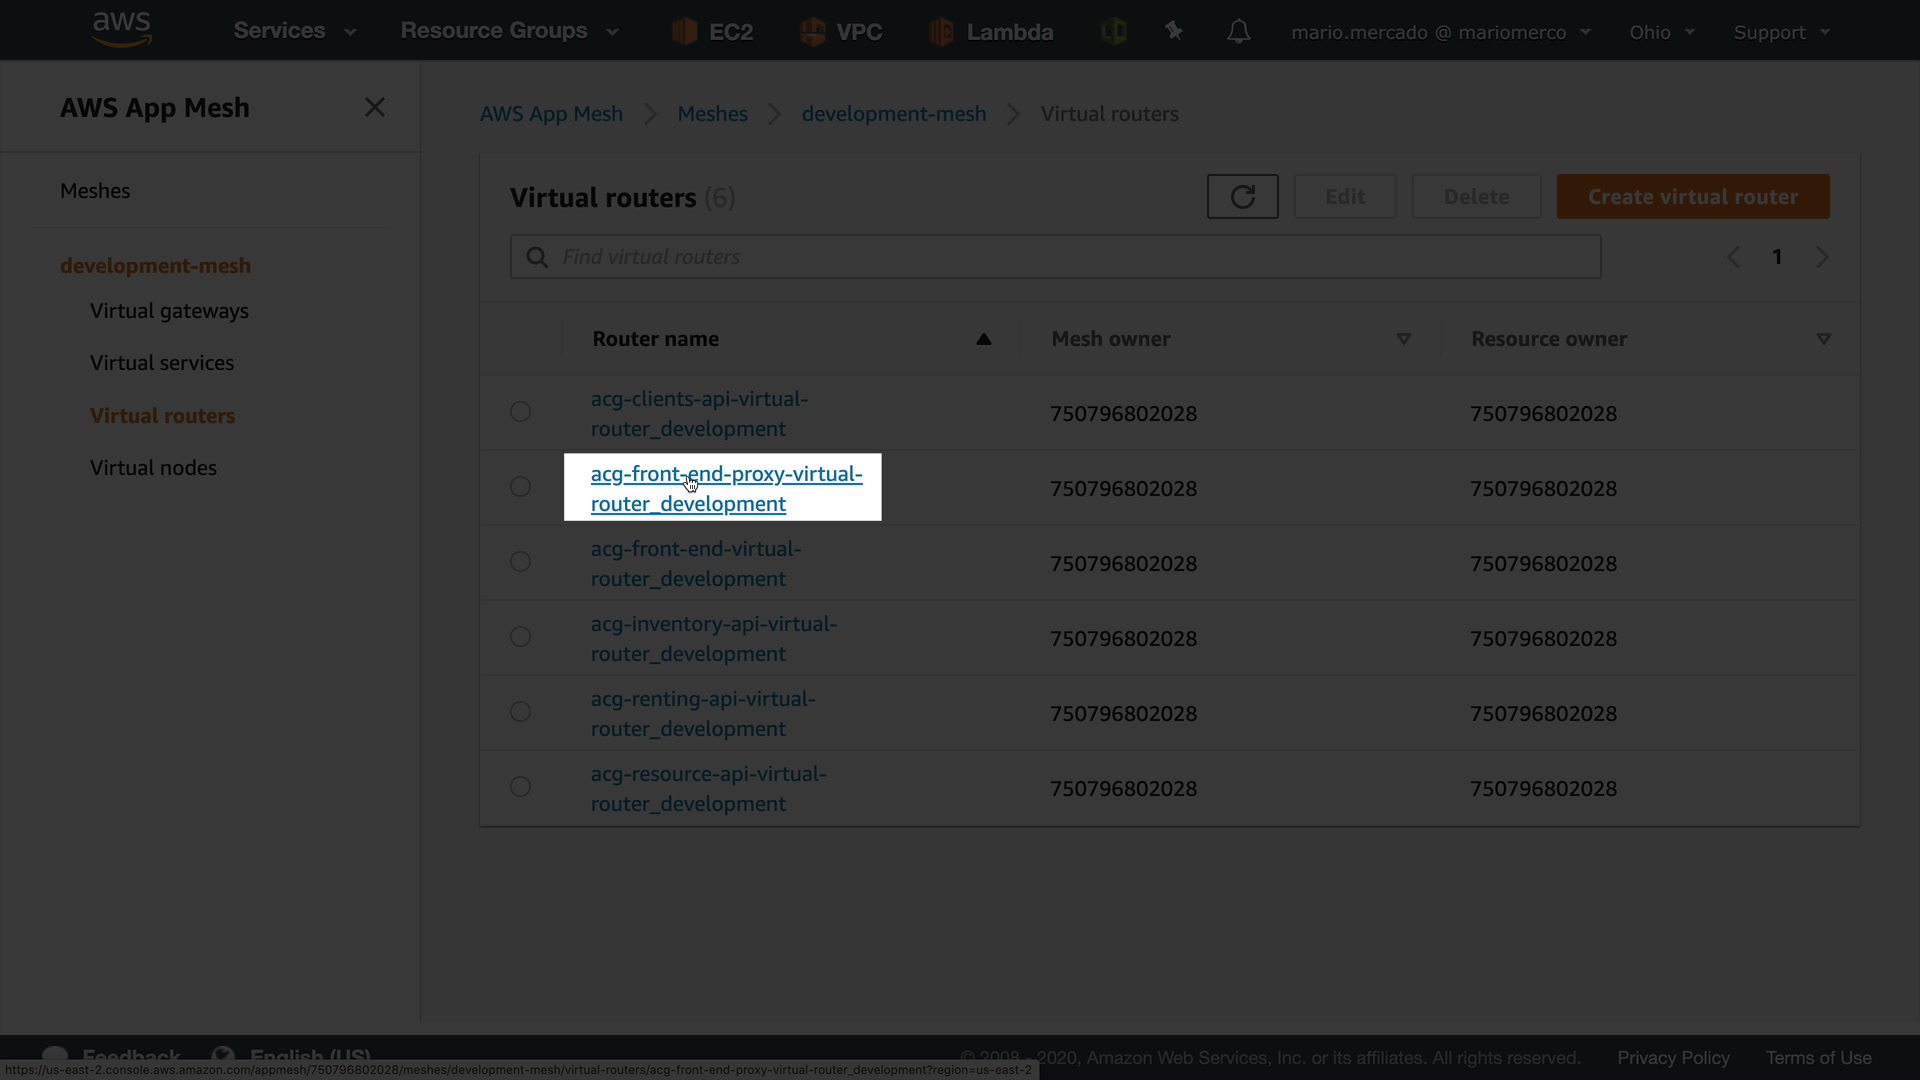 aws
Services
Resource Groups
EC2
VPC
Lambda
mario.mercado @ mariomerco
Ohio
Support
AWS App Mesh
Meshes
development-mesh
Virtual gateways
Virtual services
Virtual routers
Virtual nodes
AWS App Mesh
Meshes
development-mesh
Virtual routers
Virtual routers (6)
Edit
Delete
Create virtual router
Find virtual routers
1
Router name
Mesh owner
Resource owner
acg-clients-api-virtual-
router_development
750796802028
750796802028
acg-front-end-proxy-virtual-
router_development
750796802028
750796802028
acg-front-end-virtual-
router_development
750796802028
750796802028
acg-inventory-api-virtual-
router_development
750796802028
750796802028
acg-renting-api-virtual-
router_development
750796802028
750796802028
acg-resource-api-virtual-
router_development
750796802028
750796802028
Feedback
English (US)
© 2008 - 2020, Amazon Web Services, Inc. or its affiliates. All rights reserved.
Privacy Policy
Terms of Use
https://us-east-2.console.aws.amazon.com/appmesh/750796802028/meshes/development-mesh/virtual-routers/acg-front-end-proxy-virtual-router_development?region=us-east-2